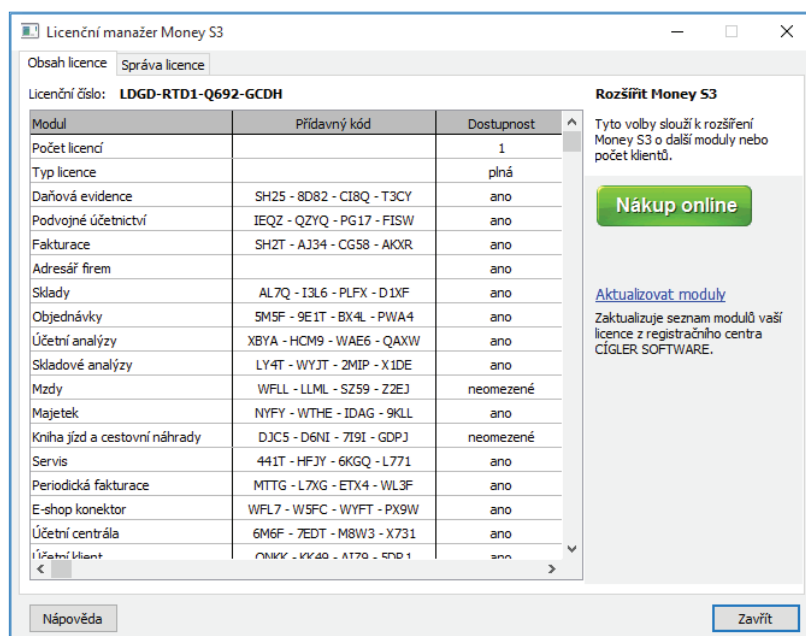 Licenční manažer Money S3
Obsah licence Správa licence
Licenční číslo: LDGD-RTD1-Q692-GCDH
Modul Přídavný kód Dostupnost
Počet licencí 1
Typ licence plná
Daňová evidence SH25 - 8D82 - CI8Q - T3CY ano
Podvojné účetnictví IEQZ - QZYQ - PG17 - FISW ano
Fakturace SH2T - AJ34 - CG58 - AKXR ano
Adresář firem ano
Sklady AL7Q - I3L6 - PLFX - D1XF ano
Objednávky 5M5F - 9E1T - BX4L - PWA4 ano
Účetní analýzy XBYA - HCM9 - WAE6 - QAXW ano
Skladové analýzy LY4T - WYJT - 2MIP - X1DE ano
Mzdy WFLL - LLML - SZ59 - Z2EJ neomezené
Majetek NYFY - WTHE - IDAG - 9KLL ano
Kniha jízd a cestovní náhrady DJC5 - D6NI - 7I9I - GDPJ neomezené
Servis 441T - HFJY - 6KGQ - L771 ano
Periodická fakturace MTTG - L7XG - ETX4 - WL3F ano
E-shop konektor WFL7 - W5FC - WYFT - PX9W ano
Účetní centrála 6M6F - 7EDT - M8W3 - X731 ano
Účetní klient ano
Rozšířit Money S3
Tyto volby slouží k rozšíření
Money S3 o další moduly nebo
počet klientů.
Nákup online
Aktualizovat moduly
Zaktualizuje seznam modulů vaší
licence z registračního centra
CÍGLER SOFTWARE.
Nápověda Zavřít